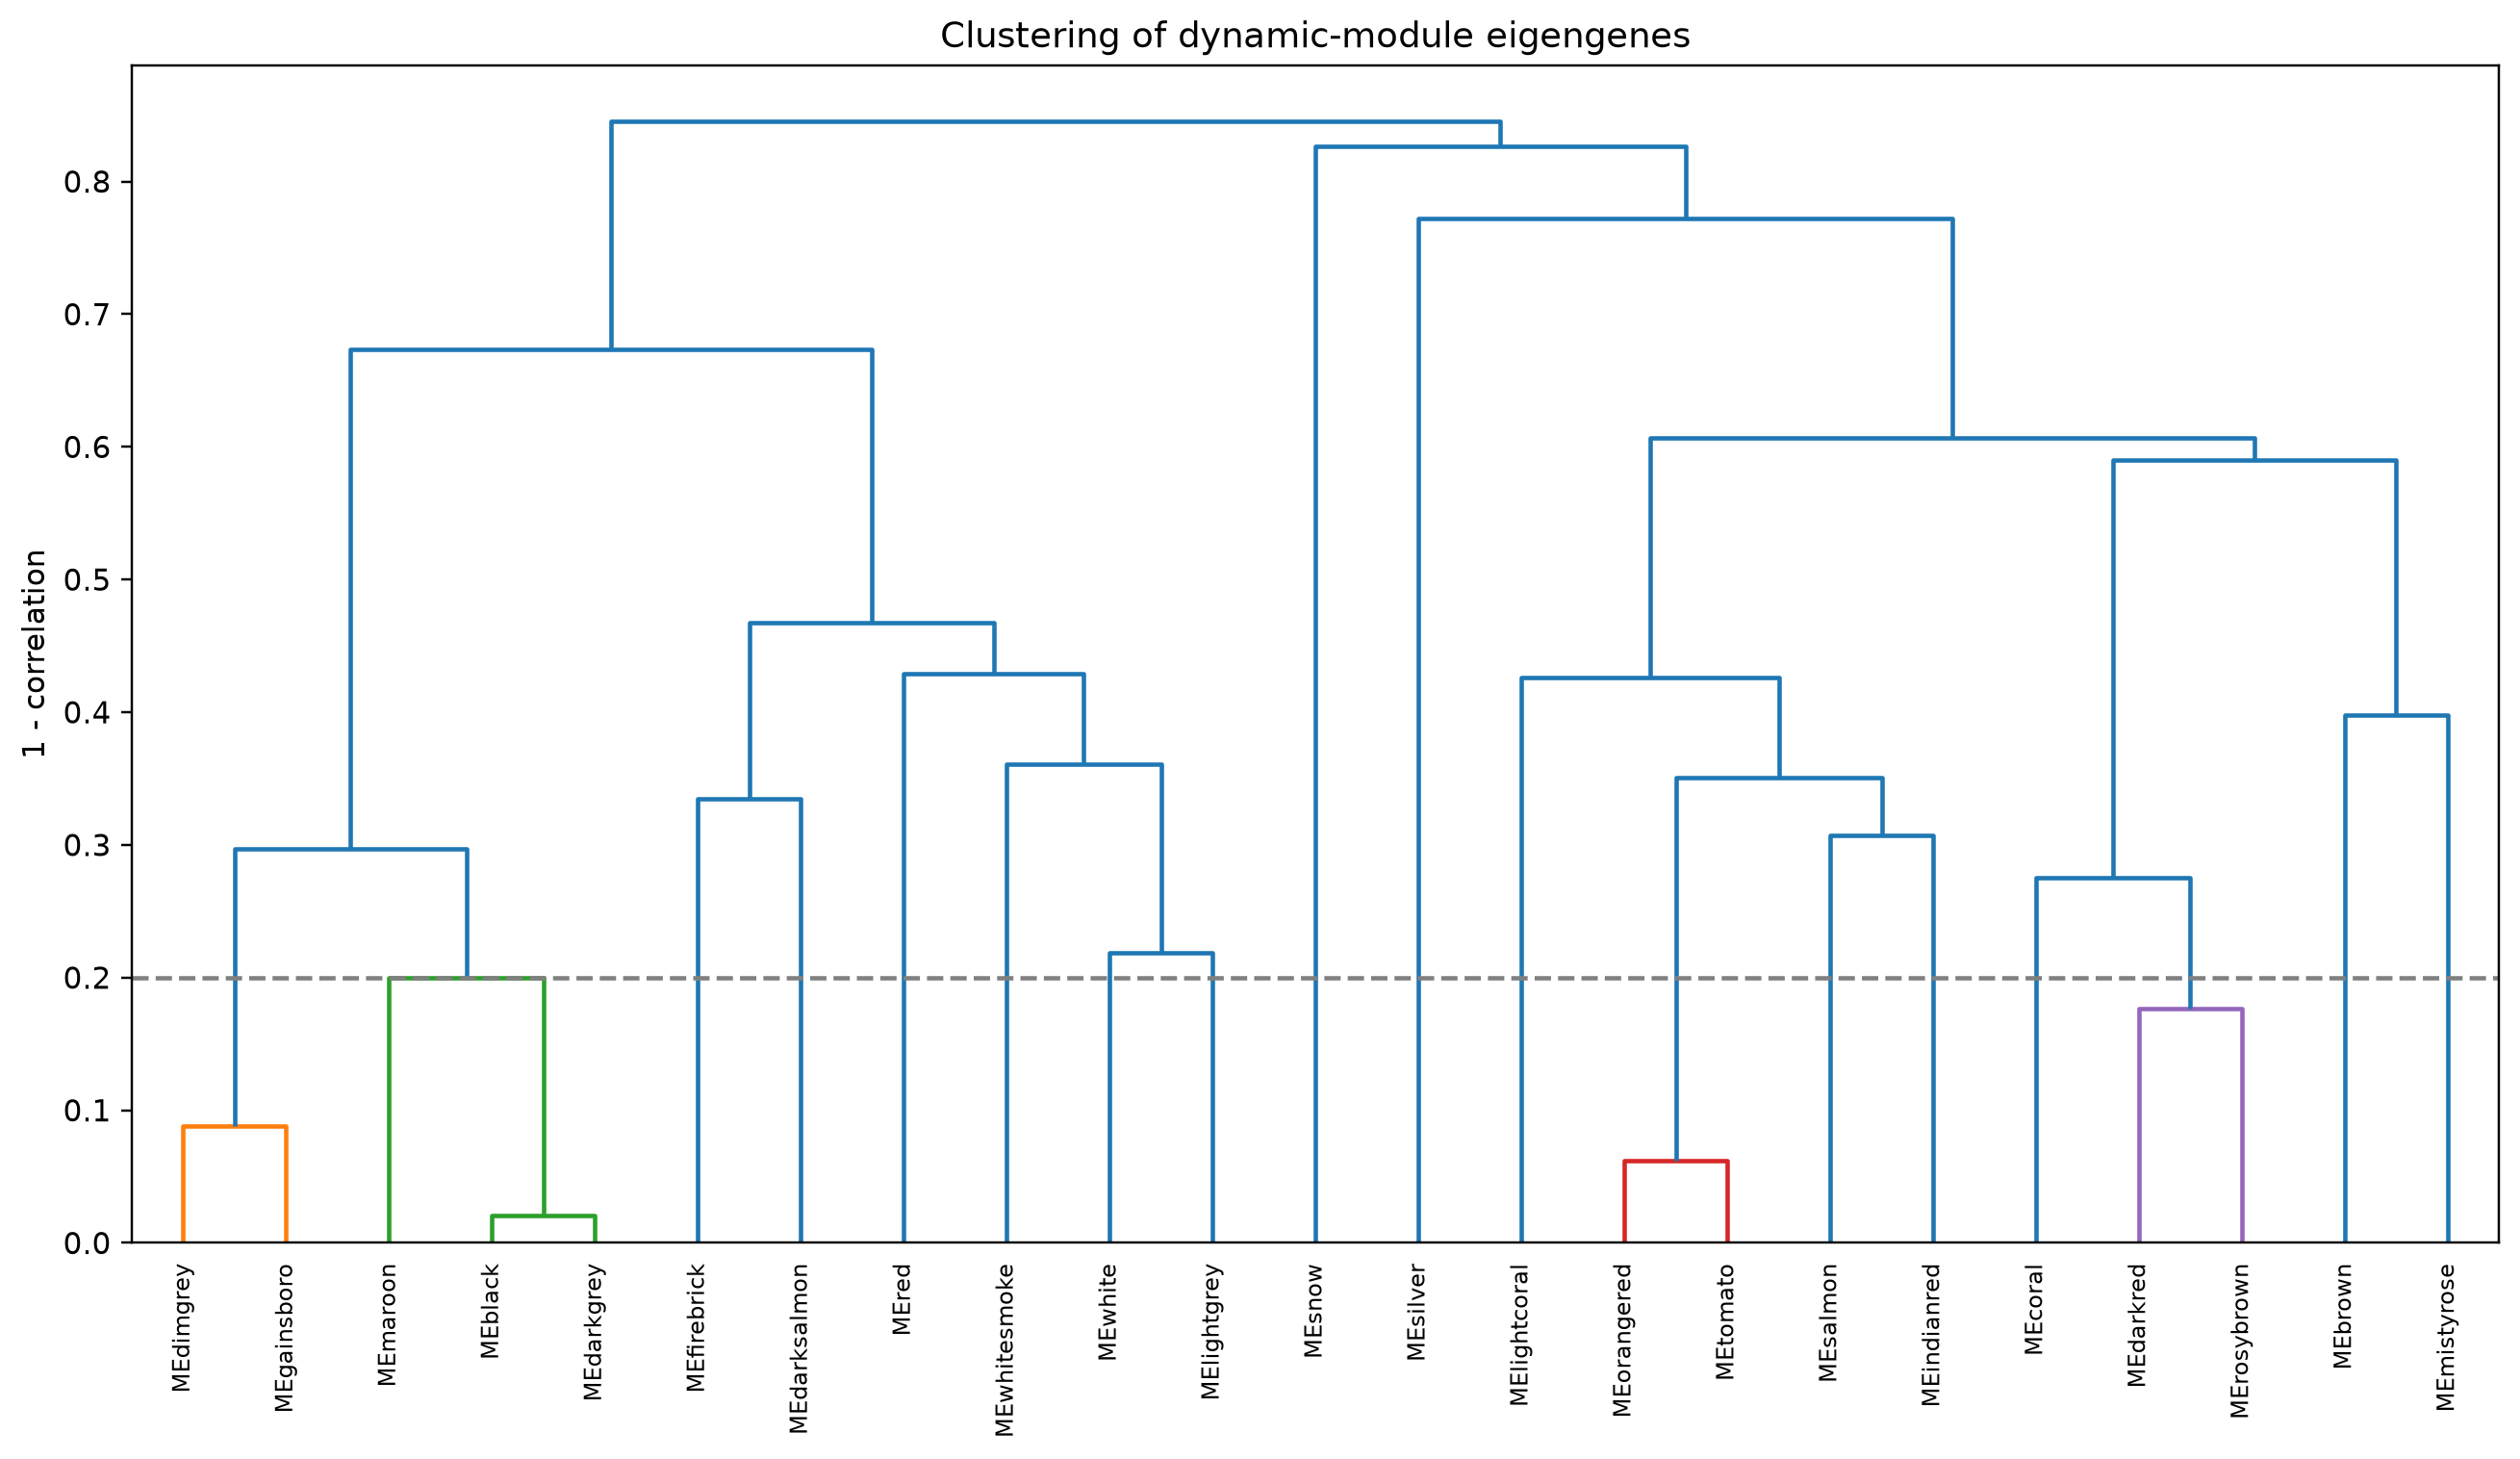 Clustering of dynamic-module eigengenes
1 - correlation
0.8
0.7
0.6
0.5
0.4
0.3
0.2
0.1
0.0
MEdimgrey
MEgainsboro
MEmaroon
MEblack
MEdarkgrey
MEfirebrick
MEdarksalmon
MEred
MEwhitesmoke
MEwhite
MElightgrey
MEsnow
MEsilver
MElightcoral
MEorangered
MEtomato
MEsalmon
MEindianred
MEcoral
MEdarkred
MErosybrown
MEbrown
MEmistyrose